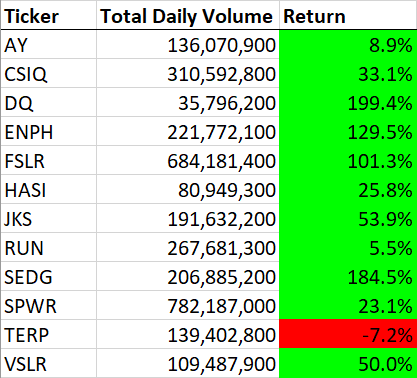 Ticker Total Daily Volume Return
AY 136,070,900 8.9%
CSIQ 310,592,800 33.1%
DQ 35,796,200 199.4%
ENPH 221,772,100 129.5%
FSLR 684,181,400 101.3%
HASI 80,949,300 25.8%
JKS 191,632,200 53.9%
RUN 267,681,300 5.5%
SEDG 206,885,200 184.5%
SPWR 782,187,000 23.1%
TERP 139,402,800 -7.2%
VSLR 109,487,900 50.0%